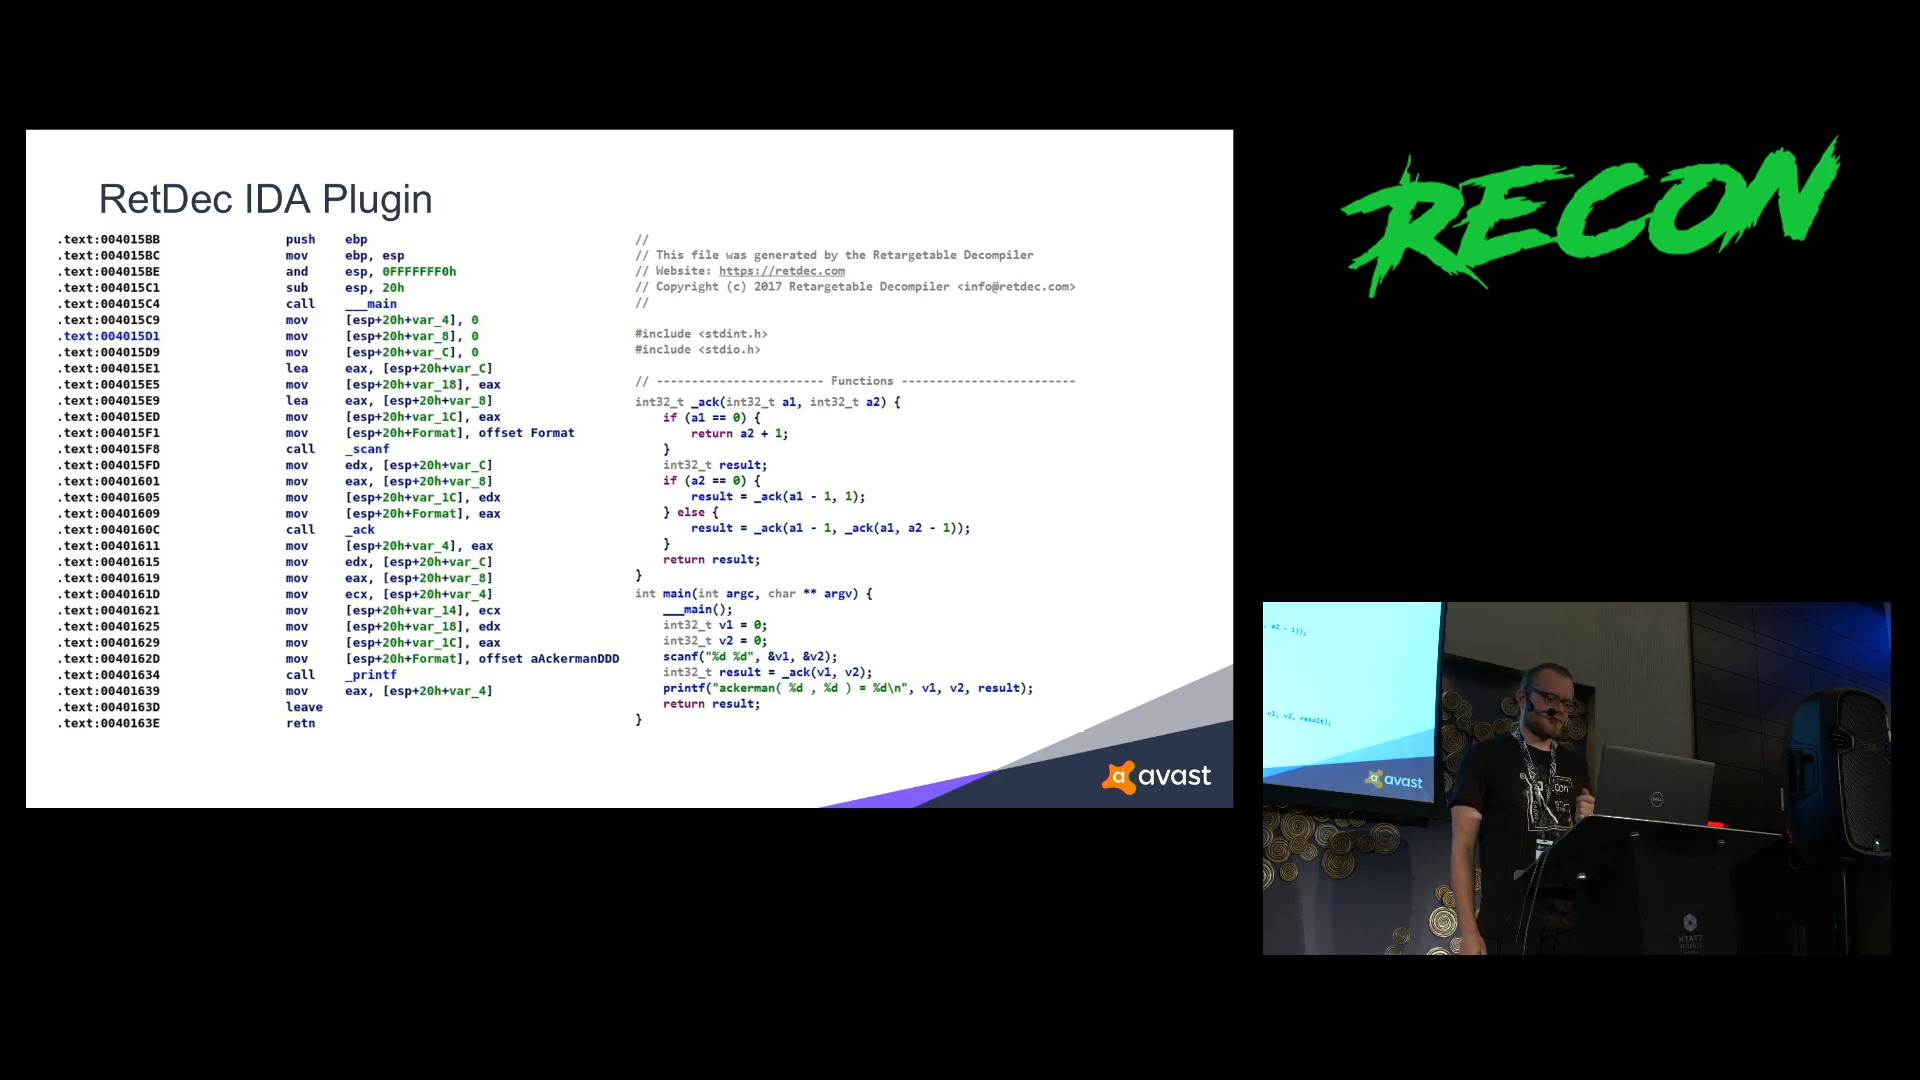 RetDec IDA Plugin
.text:004015BB push ebp
.text:004015BC mov ebp, esp
.text:004015BE and esp, 0FFFFFFF0h
.text:004015C1 sub esp, 20h
.text:004015C4 call ___main
.text:004015C9 mov [esp+20h+var_4], 0
.text:004015D1 mov [esp+20h+var_8], 0
.text:004015D9 mov [esp+20h+var_C], 0
.text:004015E1 lea eax, [esp+20h+var_C]
.text:004015E5 mov [esp+20h+var_18], eax
.text:004015E9 lea eax, [esp+20h+var_8]
.text:004015ED mov [esp+20h+var_1C], eax
.text:004015F1 mov [esp+20h+Format], offset Format
.text:004015F8 call _scanf
.text:004015FD mov edx, [esp+20h+var_C]
.text:00401601 mov eax, [esp+20h+var_8]
.text:00401605 mov [esp+20h+var_1C], edx
.text:00401609 mov [esp+20h+Format], eax
.text:0040160C call _ack
.text:00401611 mov [esp+20h+var_4], eax
.text:00401615 mov edx, [esp+20h+var_C]
.text:00401619 mov eax, [esp+20h+var_8]
.text:0040161D mov ecx, [esp+20h+var_4]
.text:00401621 mov [esp+20h+var_14], ecx
.text:00401625 mov [esp+20h+var_18], edx
.text:00401629 mov [esp+20h+var_1C], eax
.text:0040162D mov [esp+20h+Format], offset aAckermanDDD
.text:00401634 call _printf
.text:00401639 mov eax, [esp+20h+var_4]
.text:0040163D leave
.text:0040163E retn
//
// This file was generated by the Retargetable Decompiler
// Website: https://retdec.com
// Copyright (c) 2017 Retargetable Decompiler <info@retdec.com>
//
#include <stdint.h>
#include <stdio.h>
// ------------------------ Functions -------------------------
int32_t _ack(int32_t a1, int32_t a2) {
if (a1 == 0) {
return a2 + 1;
}
int32_t result;
if (a2 == 0) {
result = _ack(a1 - 1, 1);
} else {
result = _ack(a1 - 1, _ack(a1, a2 - 1));
}
return result;
}
int main(int argc, char ** argv) {
___main();
int32_t v1 = 0;
int32_t v2 = 0;
scanf("%d %d", &v1, &v2);
int32_t result = _ack(v1, v2);
printf("ackerman( %d , %d ) = %d\n", v1, v2, result);
return result;
}
avast
RECON
a2 - 1));
v1, v2, result);
avast
DELL
HYATT